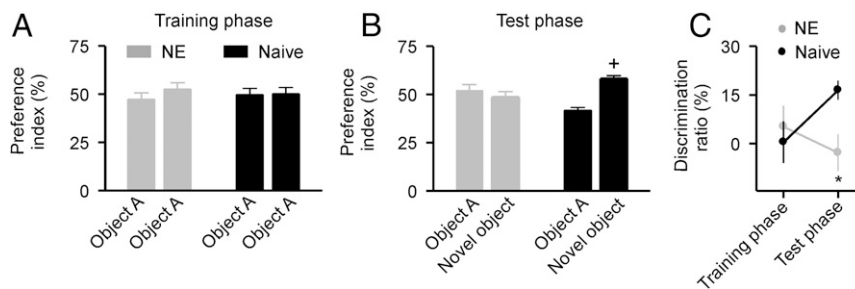 A
Training phase
NE
Naive
Preference index (%)
75
50
25
0
Object A
Object A
Object A
Object A
B
Test phase
Preference index (%)
75
50
25
0
+
Object A
Novel object
Object A
Novel object
C
NE
Naive
Discrimination ratio (%)
30
15
0
*
Training phase
Test phase